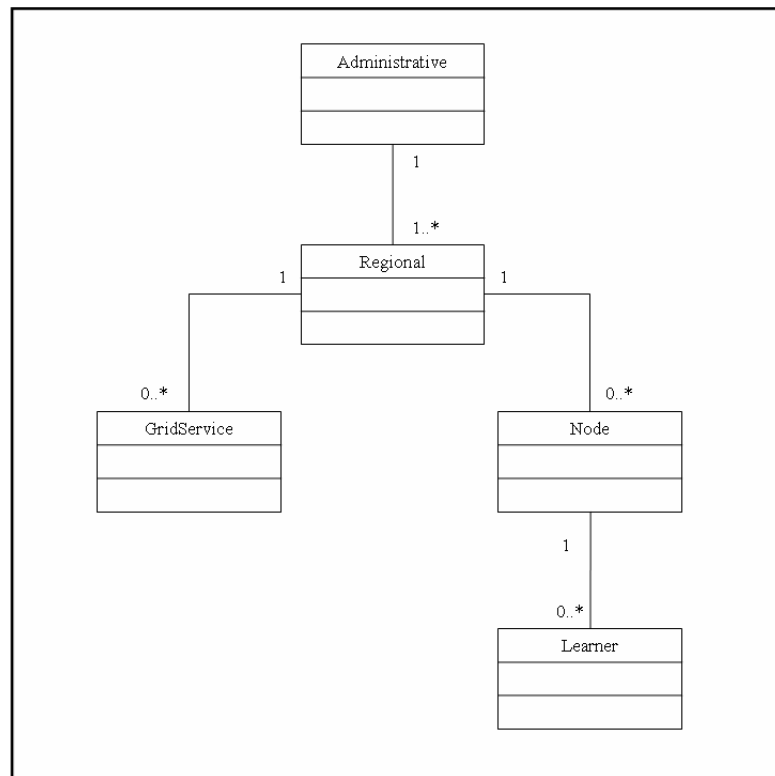 Administrative
1
1..*
Regional
1
1
0..*
0..*
GridService
Node
1
0..*
Learner